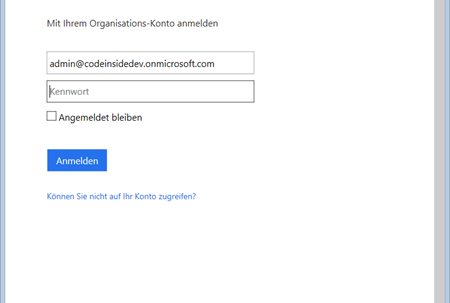 Mit Ihrem Organisations-Konto anmelden
admin@codeinsidedev.onmicrosoft.com
Kennwort
Angemeldet bleiben
Anmelden
Können Sie nicht auf Ihr Konto zugreifen?